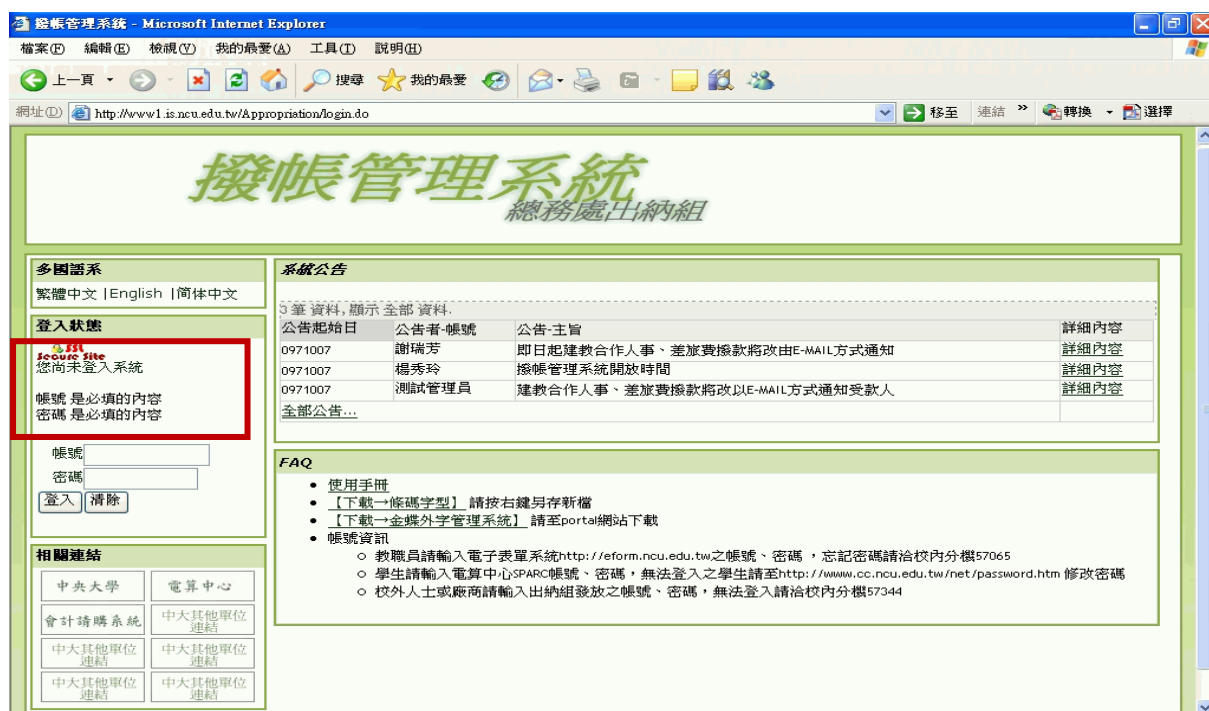 撥帳管理系統 - Microsoft Internet Explorer
檔案(F) 編輯(E) 檢視(V) 我的最愛(A) 工具(T) 說明(H)
上一頁 搜尋 我的最愛
網址(D) http://www1.is.ncu.edu.tw/Appropriation/login.do 移至 連結 » 轉換 選擇
撥帳管理系統
總務處出納組
多國語系
繁體中文 |English |简体中文
登入狀態
SSL
Secure Site
您尚未登入系統
帳號 是必填的內容
密碼 是必填的內容
帳號
密碼
登入 清除
相關連結
中央大學 電算中心
會計請購系統 中大其他單位連結
中大其他單位連結 中大其他單位連結
中大其他單位連結 中大其他單位連結
系統公告
3 筆 資料, 顯示 全部 資料.
公告起始日 公告者-帳號 公告-主旨 詳細內容
0971007 謝瑞芳 即日起建教合作人事、差旅費撥款將改由E-MAIL方式通知 詳細內容
0971007 楊秀玲 撥帳管理系統開放時間 詳細內容
0971007 測試管理員 建教合作人事、差旅費撥款將改以E-MAIL方式通知受款人 詳細內容
全部公告...
FAQ
使用手冊
【下載→條碼字型】 請按右鍵另存新檔
【下載→金蝶外字管理系統】 請至portal網站下載
帳號資訊
教職員請輸入電子表單系統http://eform.ncu.edu.tw之帳號、密碼 ，忘記密碼請洽校內分機57065
學生請輸入電算中心SPARC帳號、密碼，無法登入之學生請至http://www.cc.ncu.edu.tw/net/password.htm 修改密碼
校外人士或廠商請輸入出納組發放之帳號、密碼，無法登入請洽校內分機57344